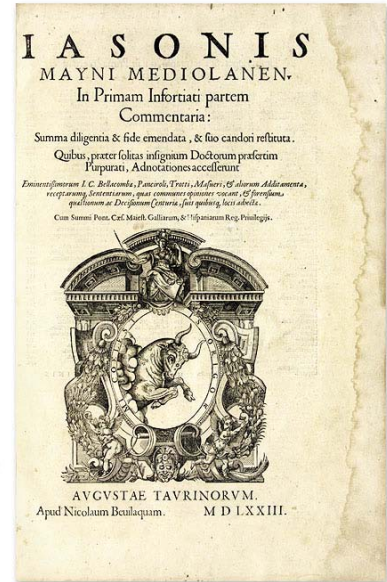 IASONIS
MAYNI MEDIOLANEN.
In Primam Infortiati partem
Commentaria:
Summa diligentia & fide emendata, & suo candori restituta.
Quibus, præter solitas insignium Doctorum præsertim
Purpurati, Adnotationes accesserunt
Eminentissimorum I. C. Bellacomba, Panciroli, Trotti, Masueri, & aliorum Additamenta,
receptarumq, Sententiarum, quas communes opiniones vocant, & forensium
quæstionum ac Decisionum Centuria, suis quibusq, locis adiecta.
Cum Summi Pont. Cæs. Maiest. Galliarum, & Hispaniarum Reg. Priuilegijs.
AVGVSTAE TAVRINORVM.
Apud Nicolaum Beuilaquam. M D LXXIII.